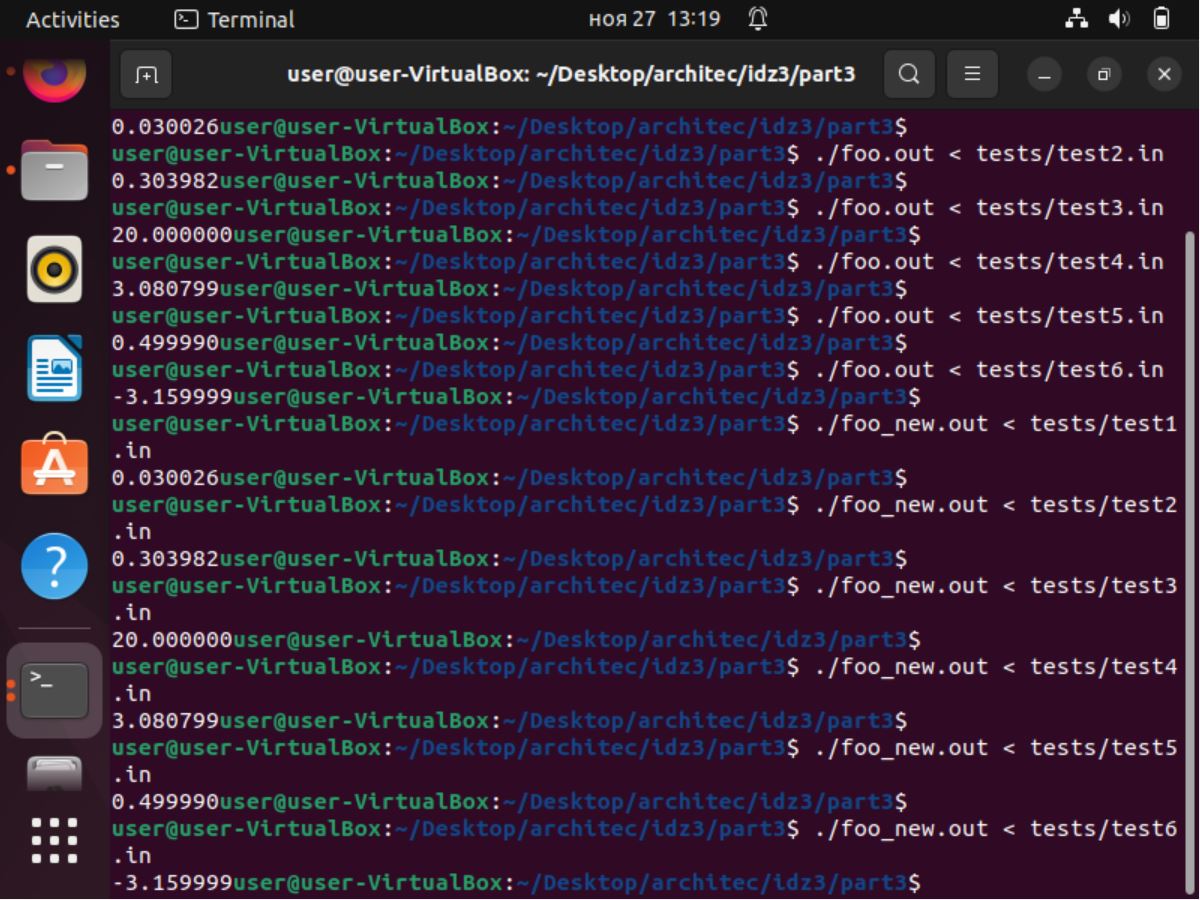 Activities Terminal ноя 27 13:19
user@user-VirtualBox: ~/Desktop/architec/idz3/part3
0.030026user@user-VirtualBox:~/Desktop/architec/idz3/part3$
user@user-VirtualBox:~/Desktop/architec/idz3/part3$ ./foo.out < tests/test2.in
0.303982user@user-VirtualBox:~/Desktop/architec/idz3/part3$
user@user-VirtualBox:~/Desktop/architec/idz3/part3$ ./foo.out < tests/test3.in
20.000000user@user-VirtualBox:~/Desktop/architec/idz3/part3$
user@user-VirtualBox:~/Desktop/architec/idz3/part3$ ./foo.out < tests/test4.in
3.080799user@user-VirtualBox:~/Desktop/architec/idz3/part3$
user@user-VirtualBox:~/Desktop/architec/idz3/part3$ ./foo.out < tests/test5.in
0.499990user@user-VirtualBox:~/Desktop/architec/idz3/part3$
user@user-VirtualBox:~/Desktop/architec/idz3/part3$ ./foo.out < tests/test6.in
-3.159999user@user-VirtualBox:~/Desktop/architec/idz3/part3$
user@user-VirtualBox:~/Desktop/architec/idz3/part3$ ./foo_new.out < tests/test1
.in
0.030026user@user-VirtualBox:~/Desktop/architec/idz3/part3$
user@user-VirtualBox:~/Desktop/architec/idz3/part3$ ./foo_new.out < tests/test2
.in
0.303982user@user-VirtualBox:~/Desktop/architec/idz3/part3$
user@user-VirtualBox:~/Desktop/architec/idz3/part3$ ./foo_new.out < tests/test3
.in
20.000000user@user-VirtualBox:~/Desktop/architec/idz3/part3$
user@user-VirtualBox:~/Desktop/architec/idz3/part3$ ./foo_new.out < tests/test4
.in
3.080799user@user-VirtualBox:~/Desktop/architec/idz3/part3$
user@user-VirtualBox:~/Desktop/architec/idz3/part3$ ./foo_new.out < tests/test5
.in
0.499990user@user-VirtualBox:~/Desktop/architec/idz3/part3$
user@user-VirtualBox:~/Desktop/architec/idz3/part3$ ./foo_new.out < tests/test6
.in
-3.159999user@user-VirtualBox:~/Desktop/architec/idz3/part3$